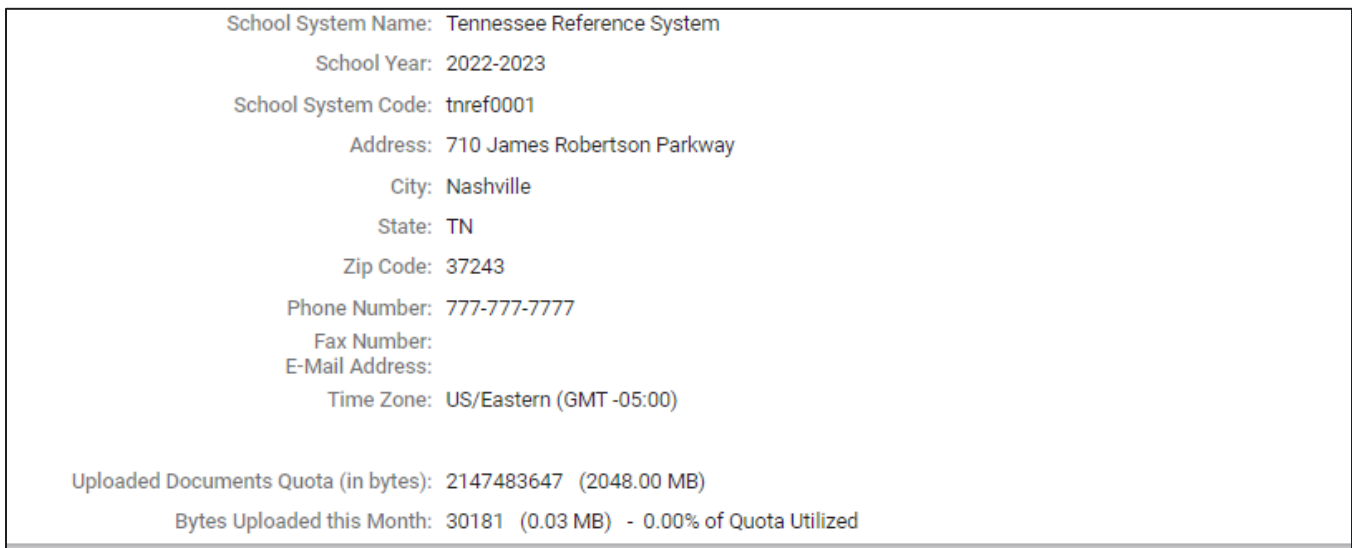 School System Name: Tennessee Reference System
School Year: 2022-2023
School System Code: tnref0001
Address: 710 James Robertson Parkway
City: Nashville
State: TN
Zip Code: 37243
Phone Number: 777-777-7777
Fax Number:
E-Mail Address:
Time Zone: US/Eastern (GMT -05:00)
Uploaded Documents Quota (in bytes): 2147483647 (2048.00 MB)
Bytes Uploaded this Month: 30181 (0.03 MB) - 0.00% of Quota Utilized